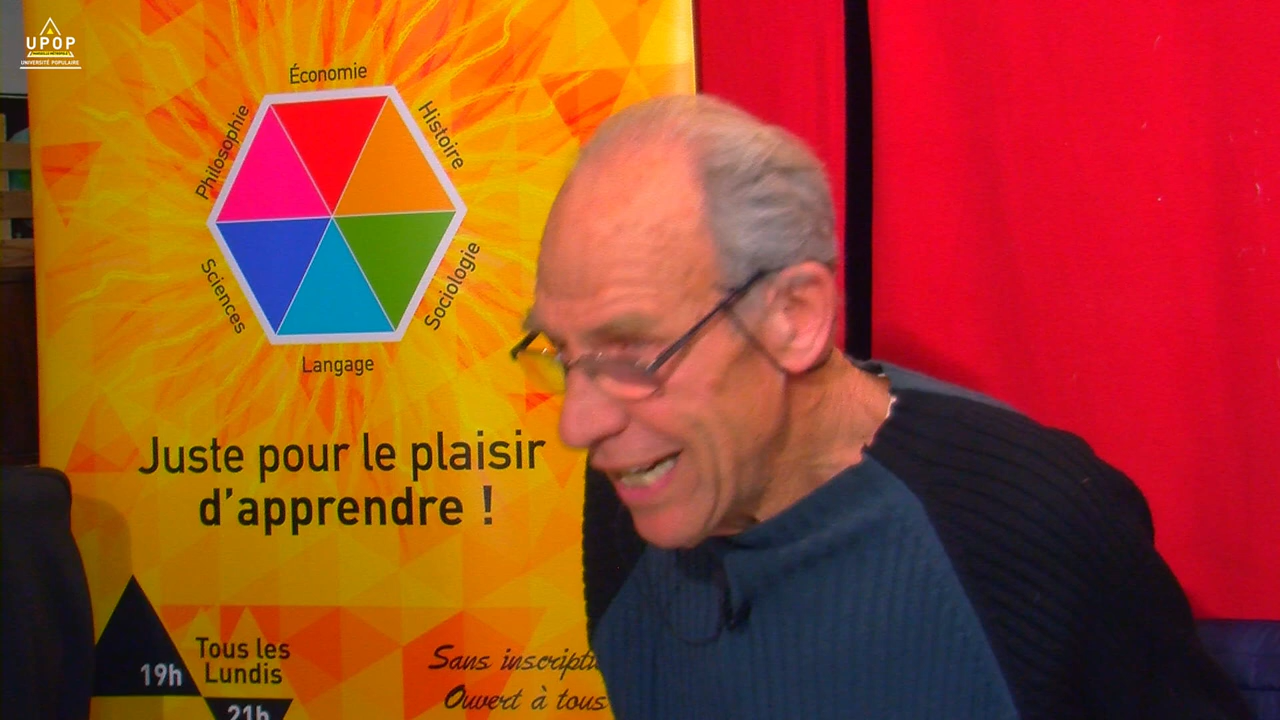 UPOP
UNIVERSITÉ POPULAIRE
Économie
Philosophie
Histoire
Sciences
Sociologie
Langage
Juste pour le plaisir
d'apprendre !
19h
Tous les
Lundis
21h
Sans inscripti
Ouvert à tous